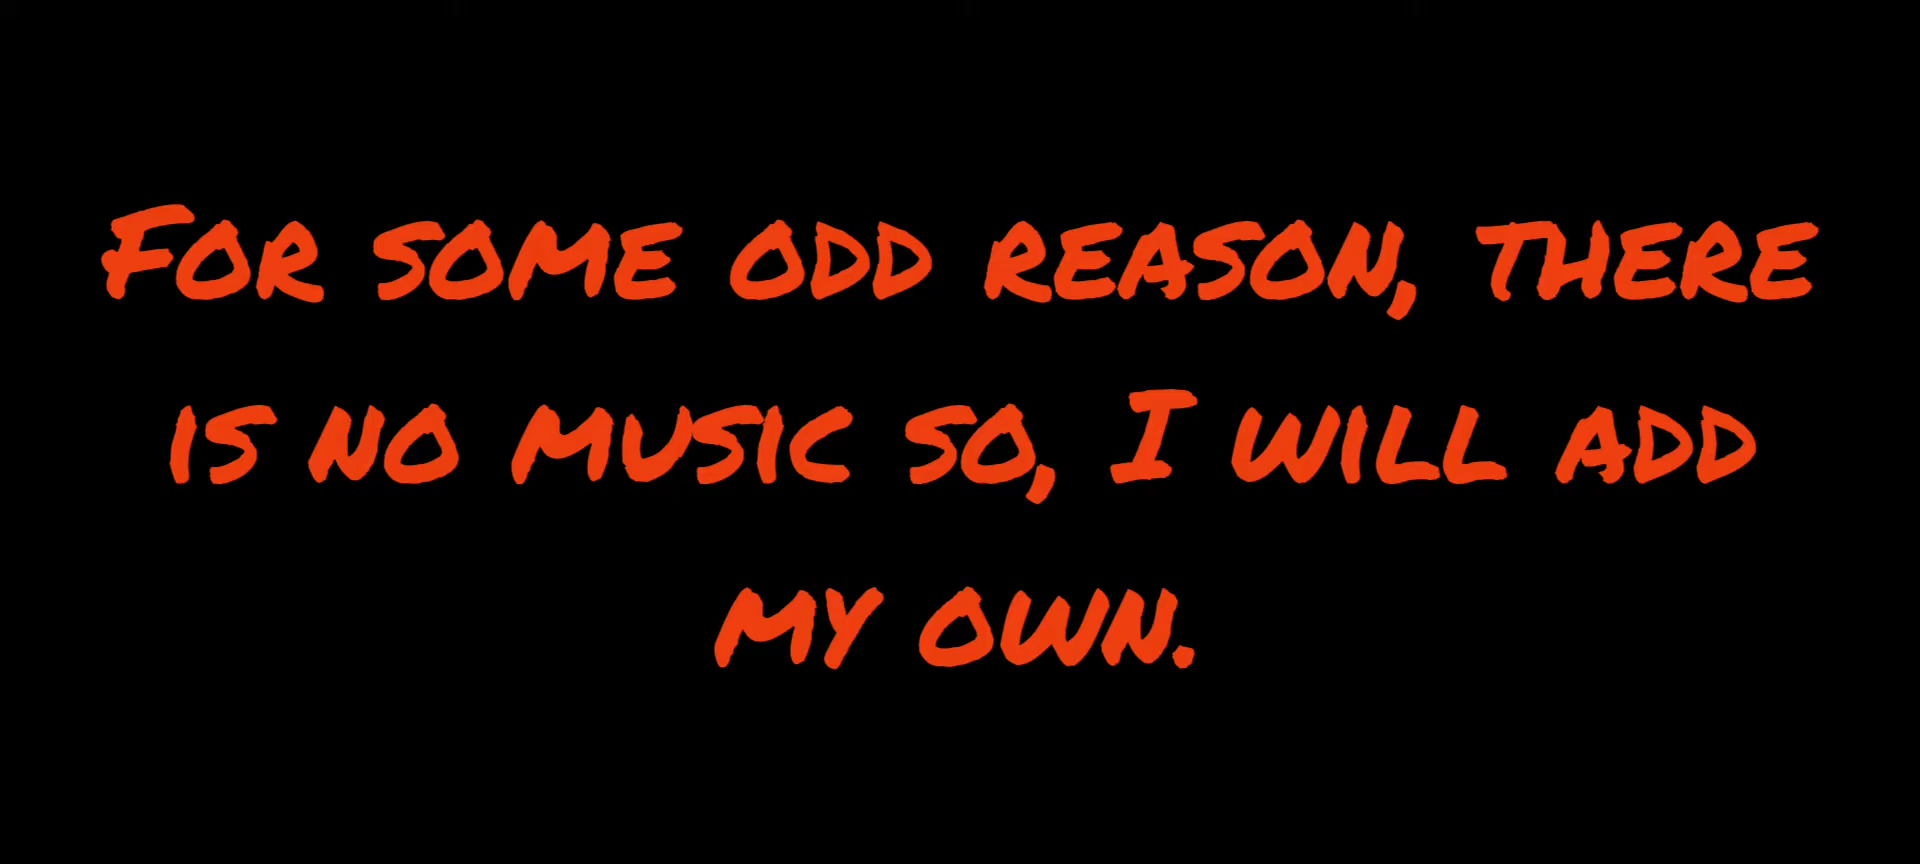 For some odd reason, there
is no music so, I will add
my own.